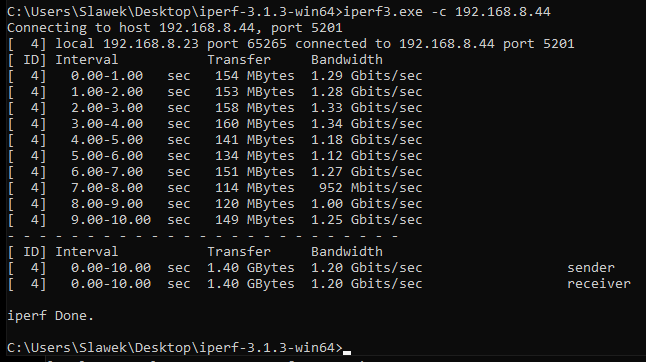 C:\Users\Slawek\Desktop\iperf-3.1.3-win64>iperf3.exe -c 192.168.8.44
Connecting to host 192.168.8.44, port 5201
[  4] local 192.168.8.23 port 65265 connected to 192.168.8.44 port 5201
[ ID] Interval           Transfer     Bandwidth
[  4]   0.00-1.00   sec   154 MBytes  1.29 Gbits/sec
[  4]   1.00-2.00   sec   153 MBytes  1.28 Gbits/sec
[  4]   2.00-3.00   sec   158 MBytes  1.33 Gbits/sec
[  4]   3.00-4.00   sec   160 MBytes  1.34 Gbits/sec
[  4]   4.00-5.00   sec   141 MBytes  1.18 Gbits/sec
[  4]   5.00-6.00   sec   134 MBytes  1.12 Gbits/sec
[  4]   6.00-7.00   sec   151 MBytes  1.27 Gbits/sec
[  4]   7.00-8.00   sec   114 MBytes   952 Mbits/sec
[  4]   8.00-9.00   sec   120 MBytes  1.00 Gbits/sec
[  4]   9.00-10.00  sec   149 MBytes  1.25 Gbits/sec
- - - - - - - - - - - - - - - - - - - - - - - - -
[ ID] Interval           Transfer     Bandwidth
[  4]   0.00-10.00  sec  1.40 GBytes  1.20 Gbits/sec                  sender
[  4]   0.00-10.00  sec  1.40 GBytes  1.20 Gbits/sec                  receiver
iperf Done.
C:\Users\Slawek\Desktop\iperf-3.1.3-win64>